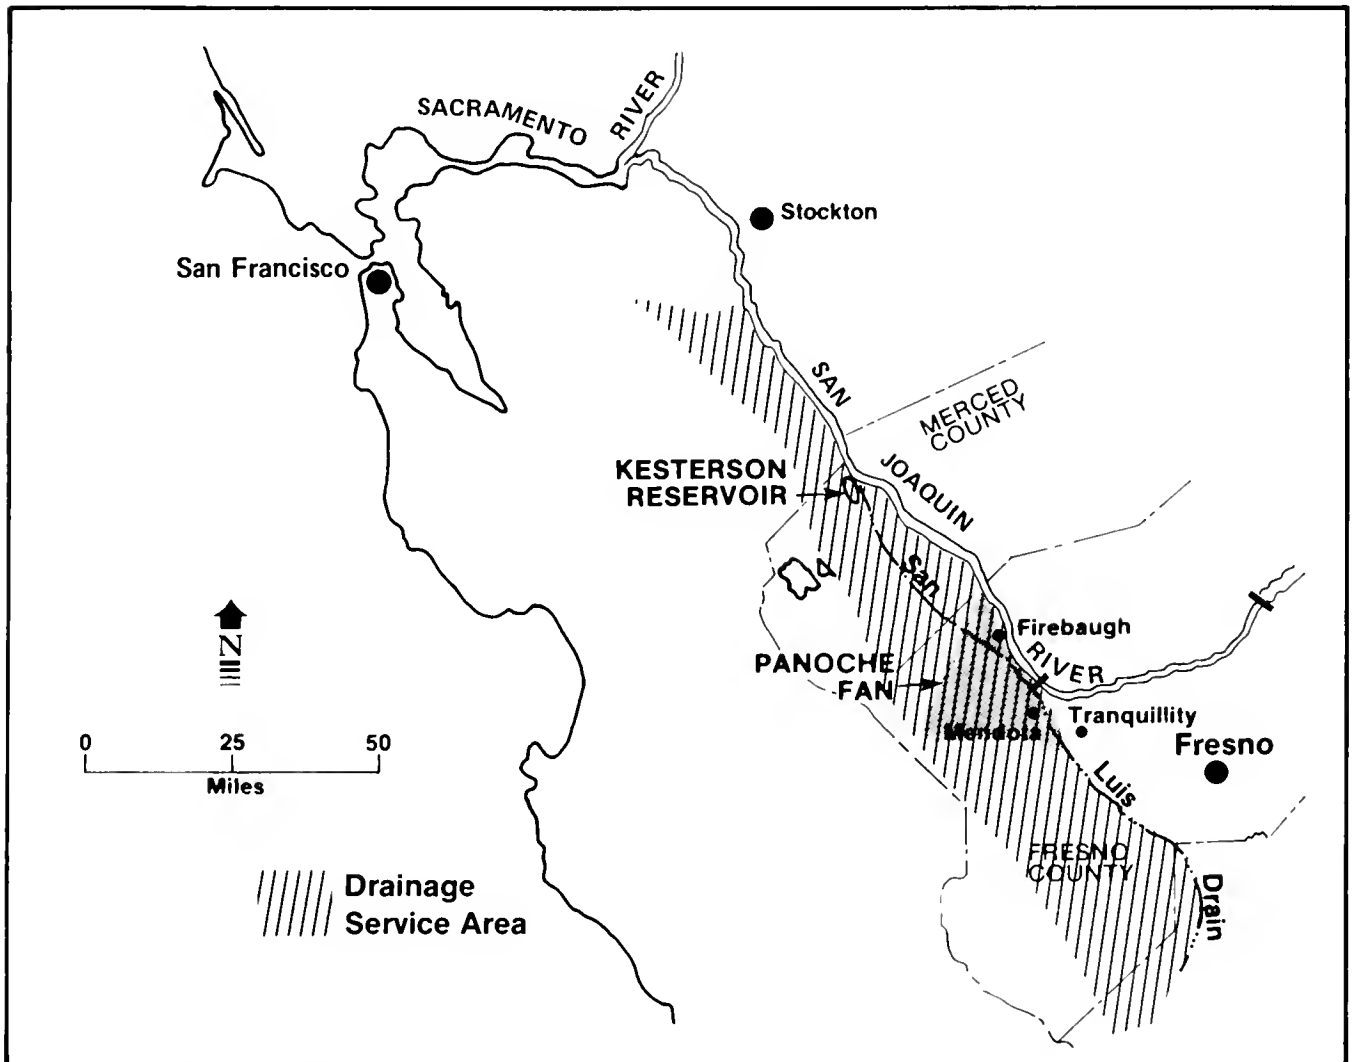 SACRAMENTO RIVER
Stockton
San Francisco
SAN JOAQUIN RIVER
MERCED
COUNTY
KESTERSON
RESERVOIR
San Luis Drain
Firebaugh
PANOCHE
FAN
Tranquillity
Mendota
Fresno
N
0 25 50
Miles
FRESNO
COUNTY
Drainage
Service Area